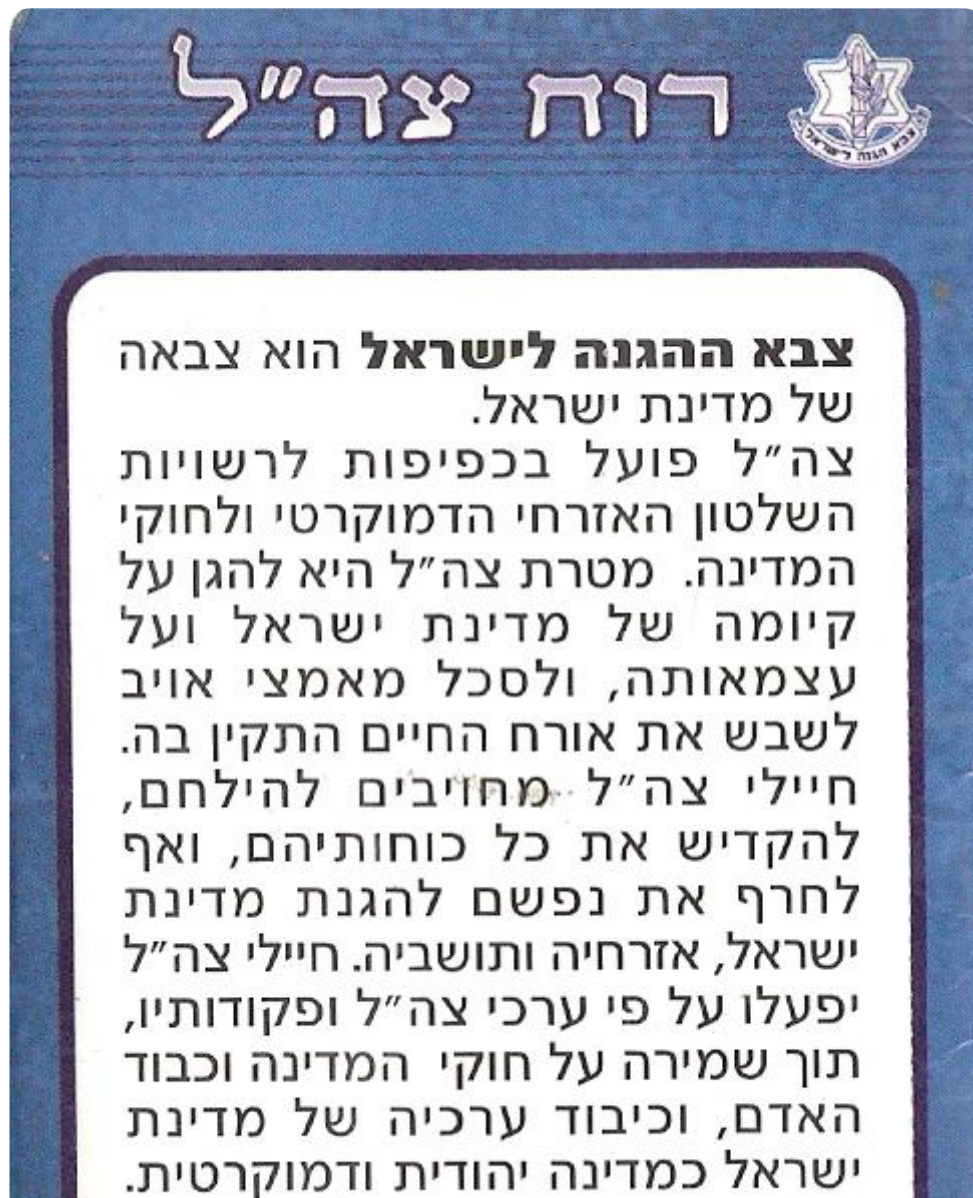 רוח צה"ל
צבא הגנה לישראל
צבא ההגנה לישראל הוא צבאה
של מדינת ישראל.
צה"ל פועל בכפיפות לרשויות
השלטון האזרחי הדמוקרטי ולחוקי
המדינה. מטרת צה"ל היא להגן על
קיומה של מדינת ישראל ועל
עצמאותה, ולסכל מאמצי אויב
לשבש את אורח החיים התקין בה.
חיילי צה"ל מחויבים להילחם,
להקדיש את כל כוחותיהם, ואף
לחרף את נפשם להגנת מדינת
ישראל, אזרחיה ותושביה. חיילי צה"ל
יפעלו על פי ערכי צה"ל ופקודותיו,
תוך שמירה על חוקי המדינה וכבוד
האדם, וכיבוד ערכיה של מדינת
ישראל כמדינה יהודית ודמוקרטית.